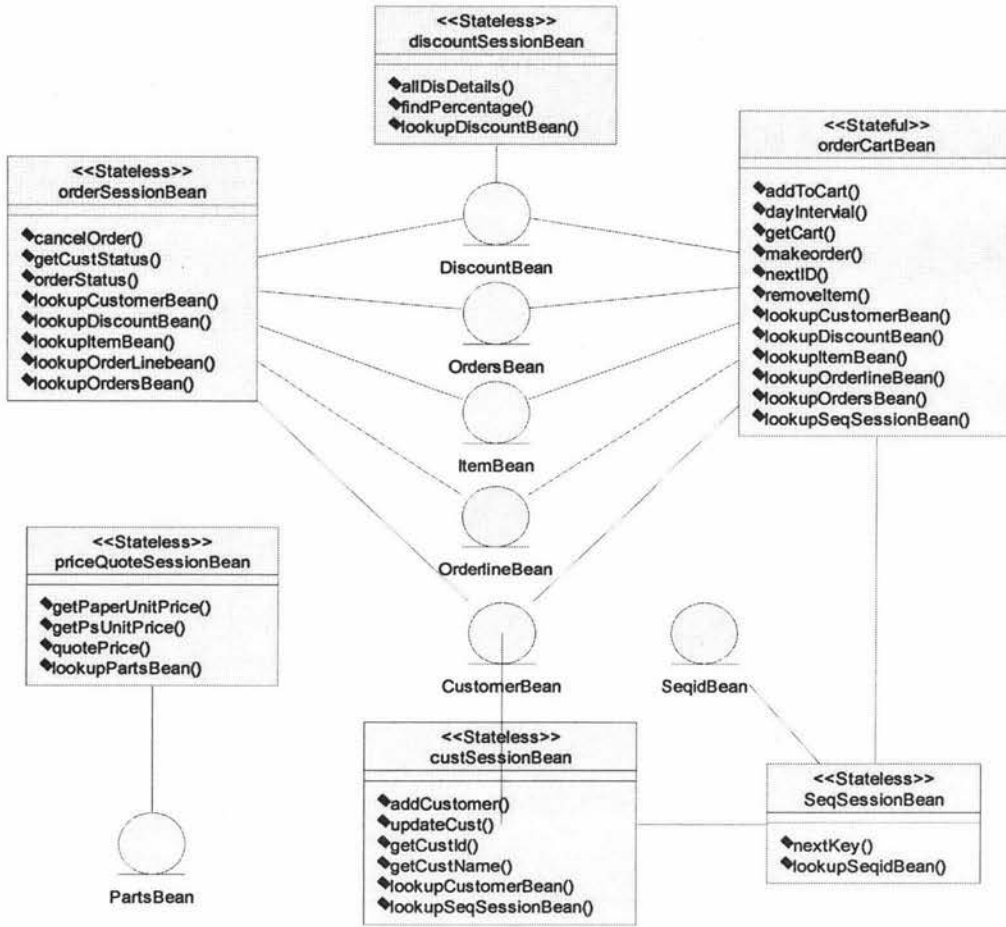 <<Stateless>>
discountSessionBean
allDisDetails()
findPercentage()
lookupDiscountBean()
<<Stateless>>
orderSessionBean
cancelOrder()
getCustStatus()
orderStatus()
lookupCustomerBean()
lookupDiscountBean()
lookupItemBean()
lookupOrderLinebean()
lookupOrdersBean()
<<Stateful>>
orderCartBean
addToCart()
dayIntervial()
getCart()
makeorder()
nextID()
removeItem()
lookupCustomerBean()
lookupDiscountBean()
lookupItemBean()
lookupOrderlineBean()
lookupOrdersBean()
lookupSeqSessionBean()
DiscountBean
OrdersBean
ItemBean
OrderlineBean
CustomerBean
SeqidBean
<<Stateless>>
priceQuoteSessionBean
getPaperUnitPrice()
getPsUnitPrice()
quotePrice()
lookupPartsBean()
PartsBean
<<Stateless>>
custSessionBean
addCustomer()
updateCust()
getCustId()
getCustName()
lookupCustomerBean()
lookupSeqSessionBean()
<<Stateless>>
SeqSessionBean
nextKey()
lookupSeqidBean()